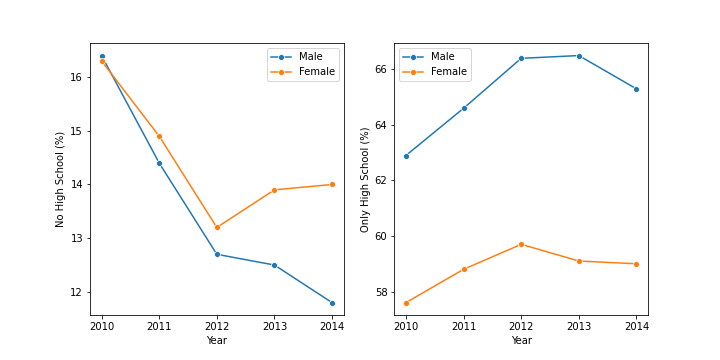 No High School (%)
16
15
14
13
12
2010 2011 2012 2013 2014
Year
Male
Female
Only High School (%)
66
64
62
60
58
2010 2011 2012 2013 2014
Year
Male
Female